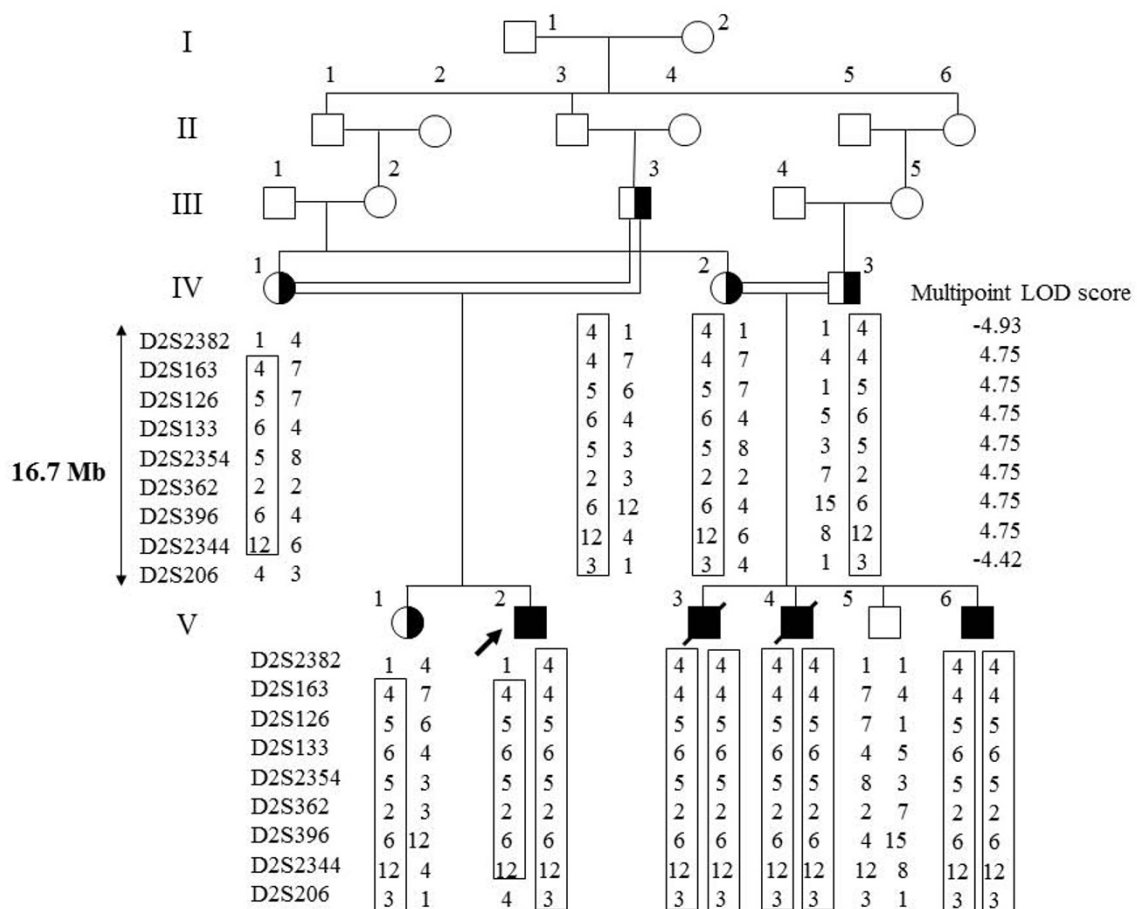 I 1 2
1 2 3 4 5 6
II
1 2 3 4 5
III
1 2 3
IV
Multipoint LOD score
D2S2382 1 4 4 1 4 1 1 4 -4.93
D2S163 4 7 4 7 4 7 4 4 4.75
D2S126 5 7 5 6 5 7 1 5 4.75
D2S133 6 4 6 4 6 4 5 6 4.75
D2S2354 5 8 5 3 5 8 3 5 4.75
16.7 Mb
D2S362 2 2 2 3 2 2 7 2 4.75
D2S396 6 4 6 12 6 4 15 6 4.75
D2S2344 12 6 12 4 12 6 8 12 4.75
D2S206 4 3 3 1 3 4 1 3 -4.42
1 2 3 4 5 6
V
D2S2382 1 4 1 4 4 4 4 4 1 1 4 4
D2S163 4 7 4 4 4 4 4 4 7 4 4 4
D2S126 5 6 5 5 5 5 5 5 7 1 5 5
D2S133 6 4 6 6 6 6 6 6 4 5 6 6
D2S2354 5 3 5 5 5 5 5 5 8 3 5 5
D2S362 2 3 2 2 2 2 2 2 2 7 2 2
D2S396 6 12 6 6 6 6 6 6 4 15 6 6
D2S2344 12 4 12 12 12 12 12 12 12 8 12 12
D2S206 3 1 4 3 3 3 3 3 3 1 3 3